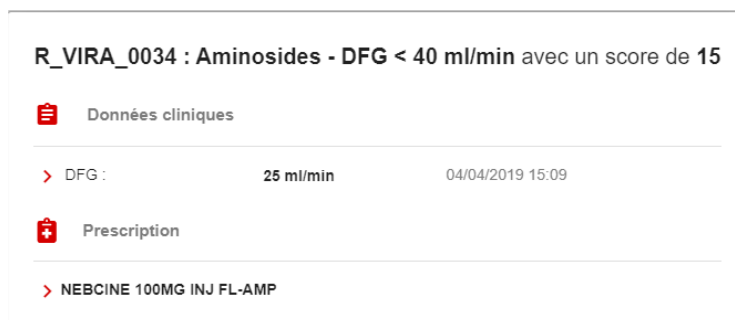 R_VIRA_0034 : Aminosides - DFG < 40 ml/min avec un score de 15
Données cliniques
DFG : 25 ml/min 04/04/2019 15:09
Prescription
NEBCINE 100MG INJ FL-AMP